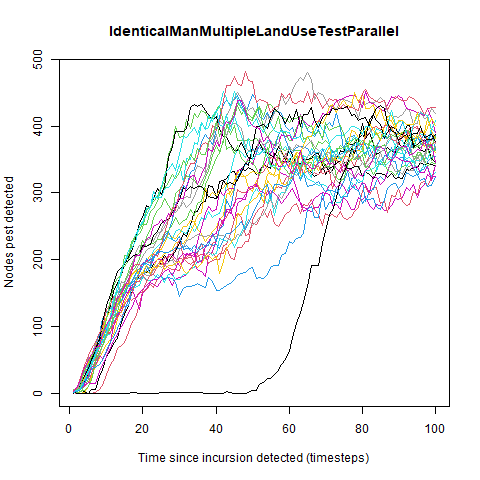 IdenticalManMultipleLandUseTestParallel
Nodes pest detected
500
400
300
200
100
0
0 20 40 60 80 100
Time since incursion detected (timesteps)